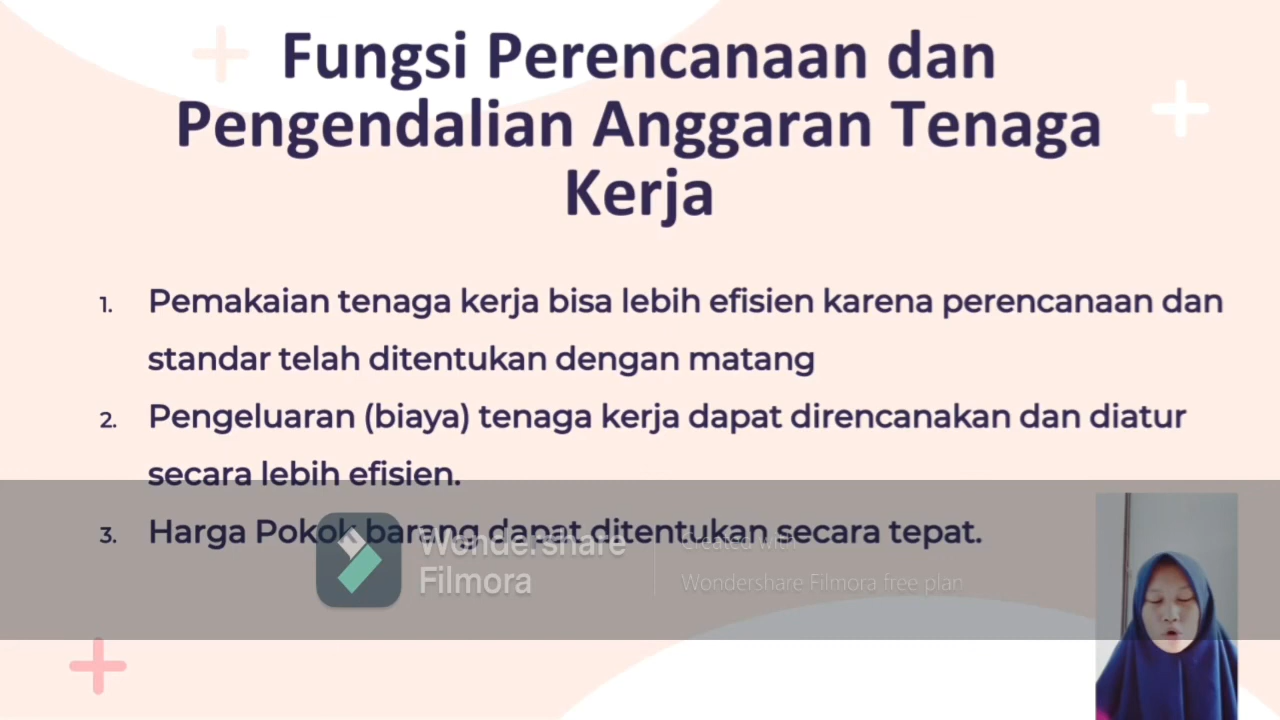 Fungsi Perencanaan dan
Pengendalian Anggaran Tenaga
Kerja
1. Pemakaian tenaga kerja bisa lebih efisien karena perencanaan dan
standar telah ditentukan dengan matang
2. Pengeluaran (biaya) tenaga kerja dapat direncanakan dan diatur
secara lebih efisien.
3. Harga Pokok barang dapat ditentukan secara tepat.
Wondershare
Filmora
Created with
Wondershare Filmora free plan